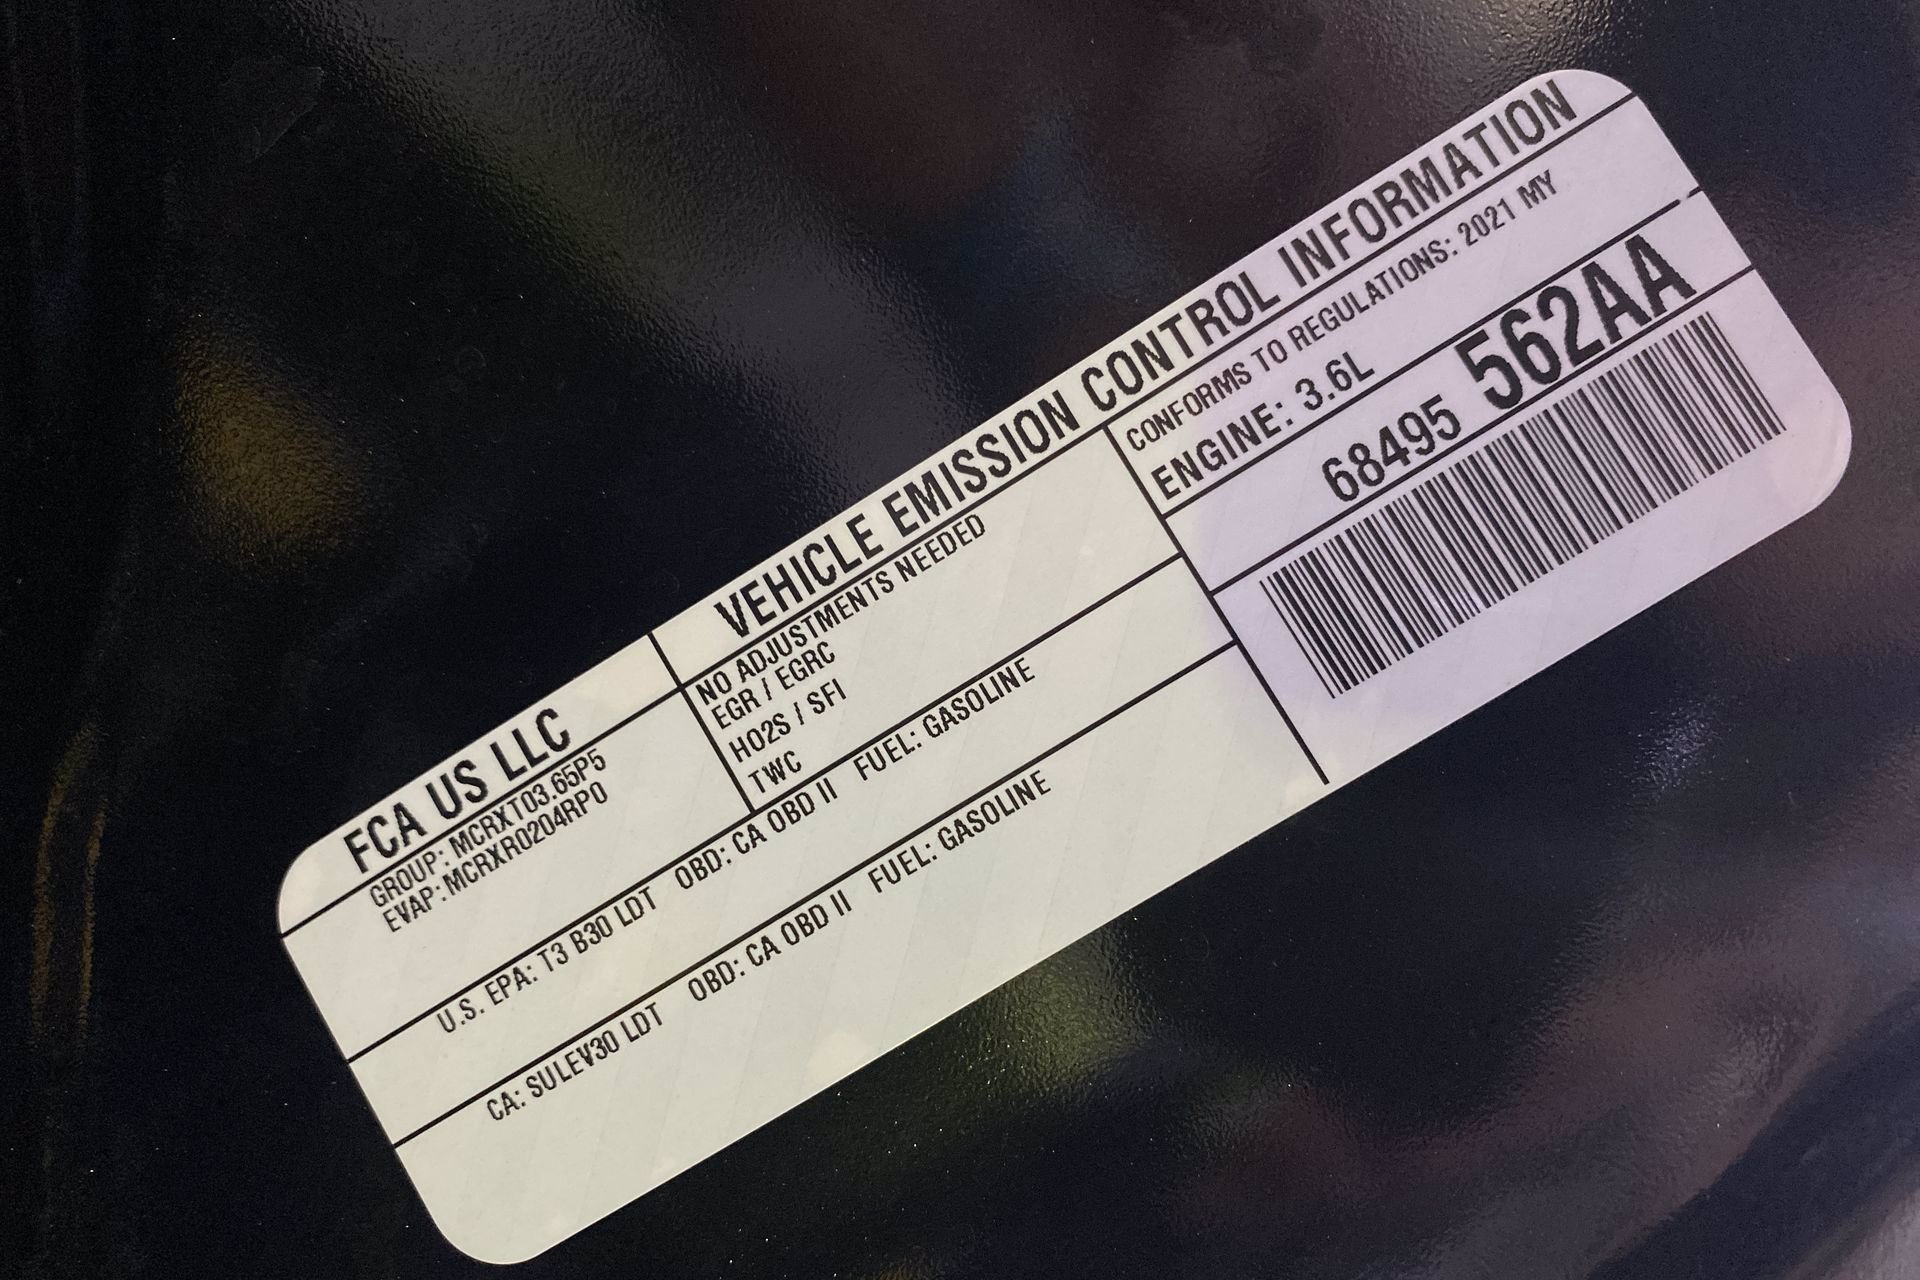 FCA US LLC
VEHICLE EMISSION CONTROL INFORMATION
GROUP: MCRXT03.65P5
EVAP: MCRXR0204RP0
NO ADJUSTMENTS NEEDED
EGR / EGRC
HO2S / SFI
TWC
CONFORMS TO REGULATIONS: 2021 MY
ENGINE: 3.6L
68495 562AA
U.S. EPA: T3 B30 LDT OBD: CA OBD II FUEL: GASOLINE
CA: SULEV30 LDT OBD: CA OBD II FUEL: GASOLINE